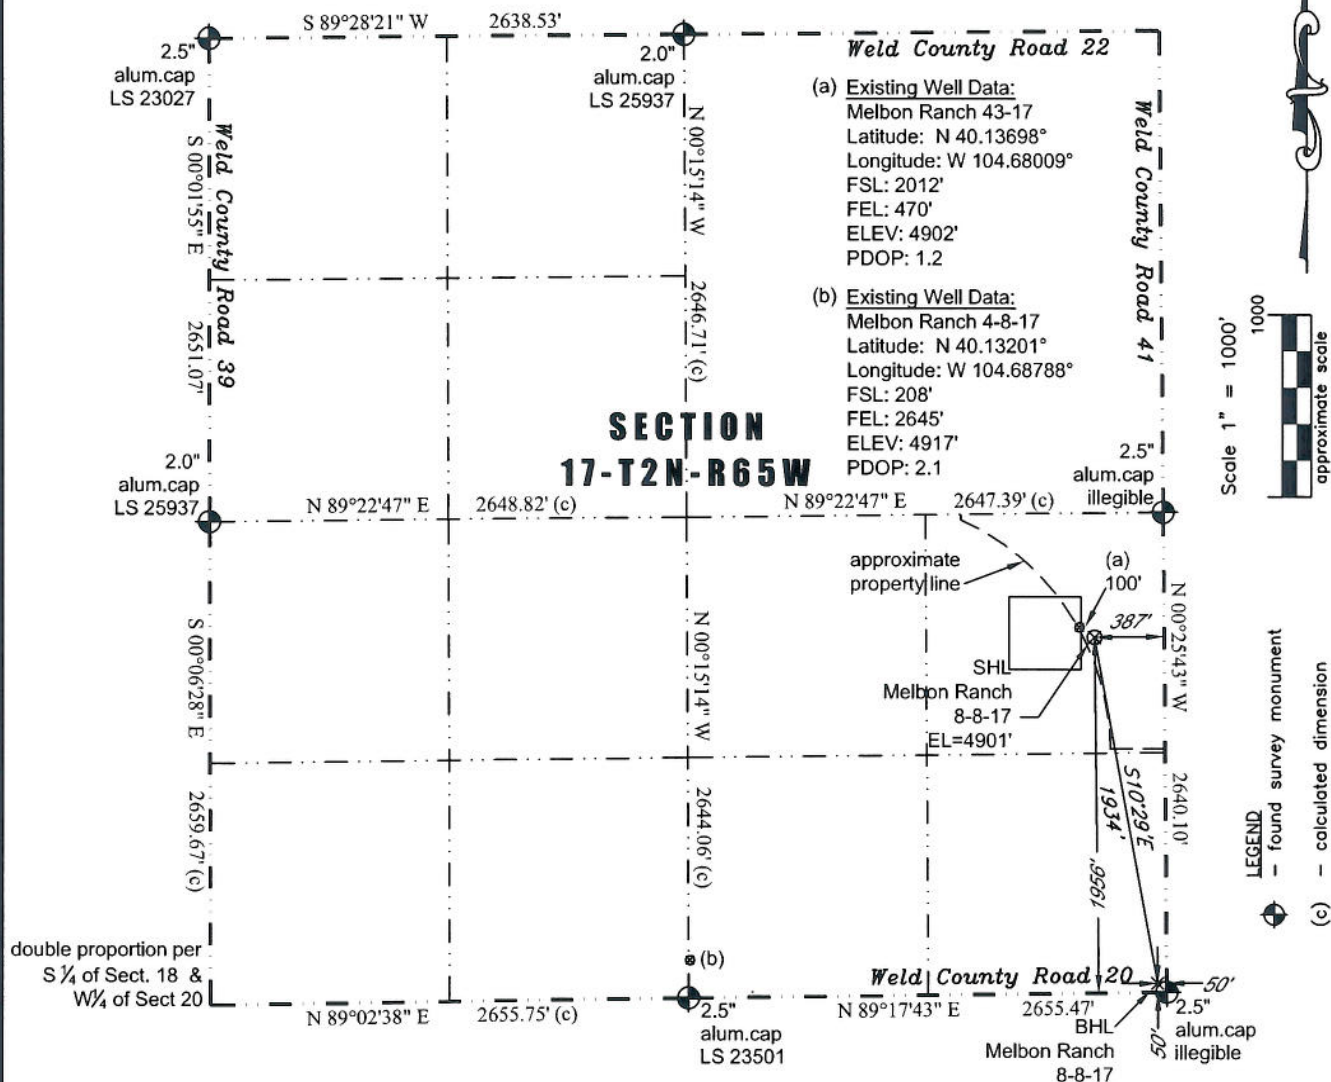 S 89°28'21" W 2638.53'
2.5"
alum.cap
LS 23027
2.0"
alum.cap
LS 25937
Weld County Road 22
(a) Existing Well Data:
Melbon Ranch 43-17
Latitude: N 40.13698°
Longitude: W 104.68009°
FSL: 2012'
FEL: 470'
ELEV: 4902'
PDOP: 1.2
(b) Existing Well Data:
Melbon Ranch 4-8-17
Latitude: N 40.13201°
Longitude: W 104.68788°
FSL: 208'
FEL: 2645'
ELEV: 4917'
PDOP: 2.1
Weld County Road 39
S 00°01'55" E 2651.07'
N 00°15'14" W 2646.71' (c)
Weld County Road 41
1000
Scale 1" = 1000'
approximate scale
SECTION
17-T2N-R65W
2.0"
alum.cap
LS 25937
2.5"
alum.cap
illegible
N 89°22'47" E 2648.82' (c)
N 89°22'47" E 2647.39' (c)
approximate
property line
(a)
100'
387'
SHL
Melbon Ranch
8-8-17
EL=4901'
S 00°06'28" E 2659.67' (c)
N 00°15'14" W 2644.06' (c)
N 00°25'43" W 2640.10'
S10°29'E
1934'
1956'
LEGEND
- found survey monument
(c) - calculated dimension
double proportion per
S ¼ of Sect. 18 &
W¼ of Sect 20
(b)
Weld County Road 20
50'
50'
N 89°02'38" E 2655.75' (c)
N 89°17'43" E 2655.47'
2.5"
alum.cap
LS 23501
BHL
Melbon Ranch
8-8-17
2.5"
alum.cap
illegible